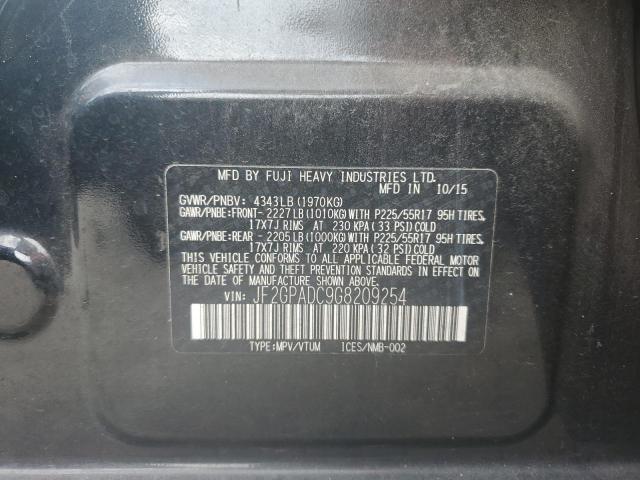 MFD BY FUJI HEAVY INDUSTRIES LTD.
MFD IN 10/15
GVWR/PNBV: 4343LB(1970KG)
GAWR/PNBE:FRONT-2227LB(1010KG)WITH P225/55R17 95H TIRES,
17X7J RIMS AT 230 KPA(33 PSI)COLD
GAWR/PNBE:REAR -2205LB(1000KG)WITH P225/55R17 95H TIRES,
17X7J RIMS AT 220 KPA(32 PSI)COLD
THIS VEHICLE CONFORMS TO ALL APPLICABLE FEDERAL MOTOR
VEHICLE SAFETY AND THEFT PREVENTION STANDARDS IN EFFECT ON
THE DATE OF MANUFACTURE SHOWN ABOVE.
VIN: JF2GPADC9G8209254
TYPE:MPV/VTUM ICES/NMB-002